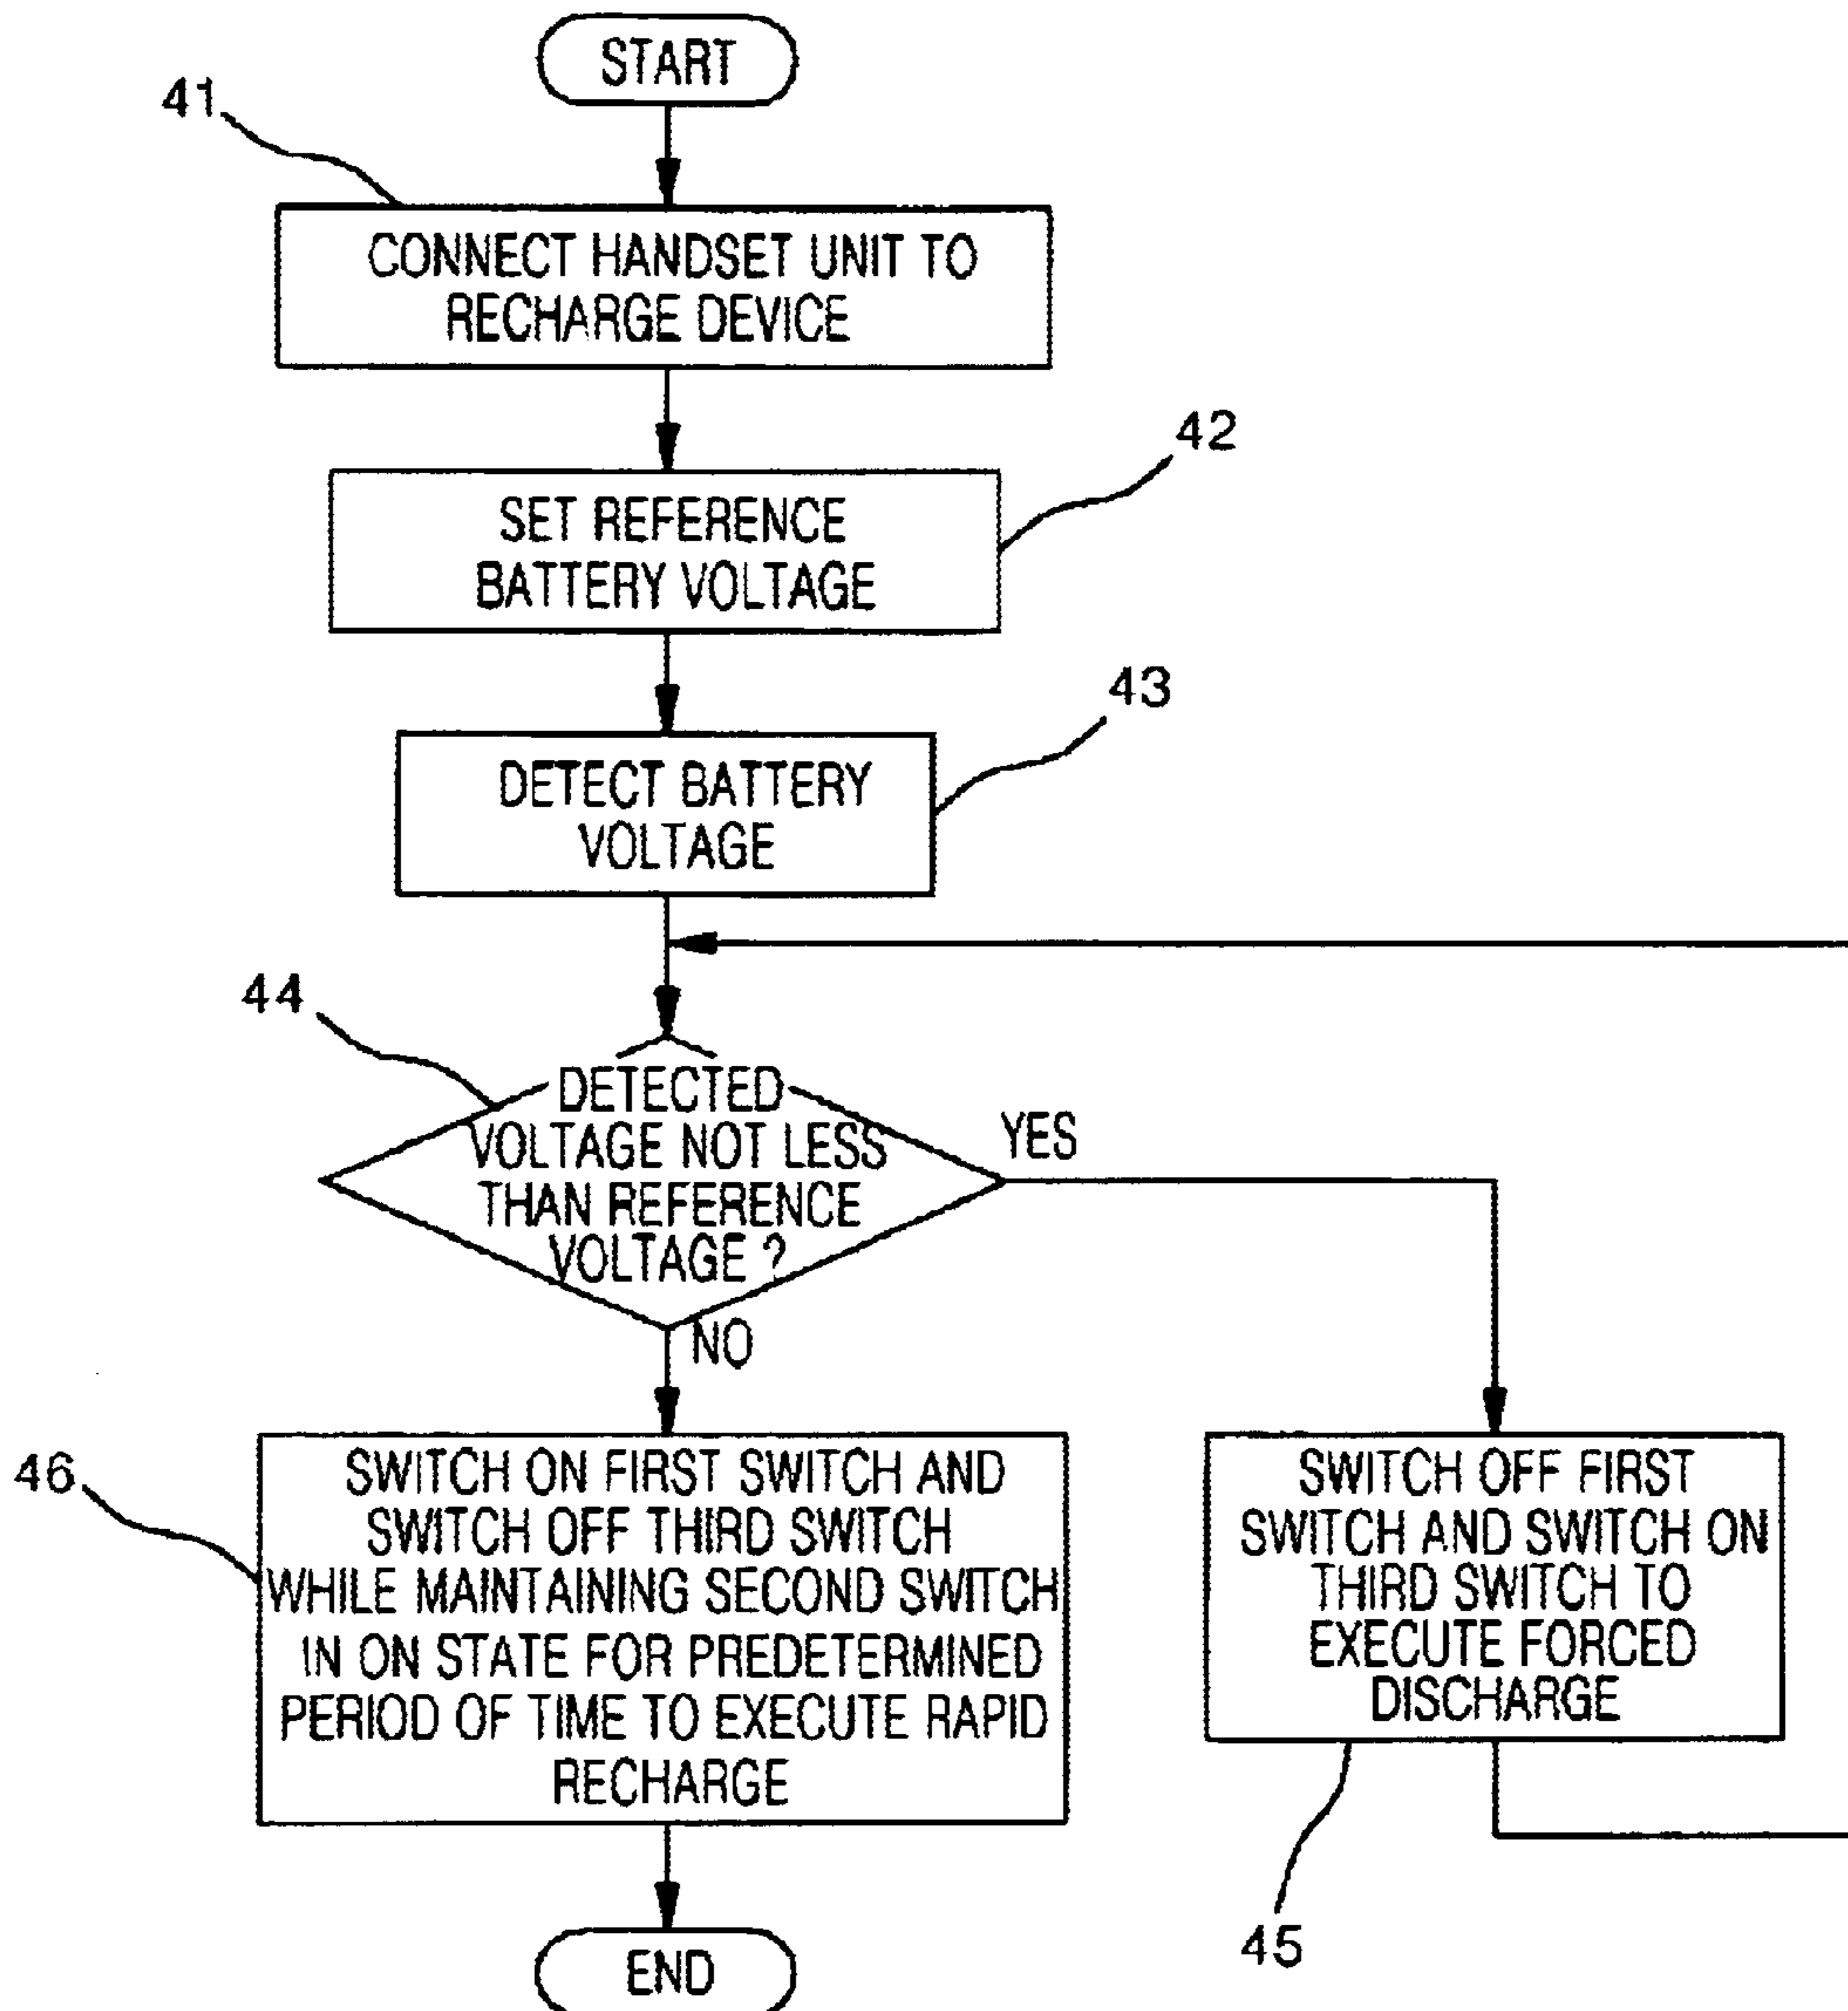 START
41
CONNECT HANDSET UNIT TO
RECHARGE DEVICE
42
SET REFERENCE
BATTERY VOLTAGE
43
DETECT BATTERY
VOLTAGE
44
DETECTED
VOLTAGE NOT LESS
THAN REFERENCE
VOLTAGE ?
YES
NO
46
SWITCH ON FIRST SWITCH AND
SWITCH OFF THIRD SWITCH
WHILE MAINTAINING SECOND SWITCH
IN ON STATE FOR PREDETERMINED
PERIOD OF TIME TO EXECUTE RAPID
RECHARGE
SWITCH OFF FIRST
SWITCH AND SWITCH ON
THIRD SWITCH TO
EXECUTE FORCED
DISCHARGE
45
END